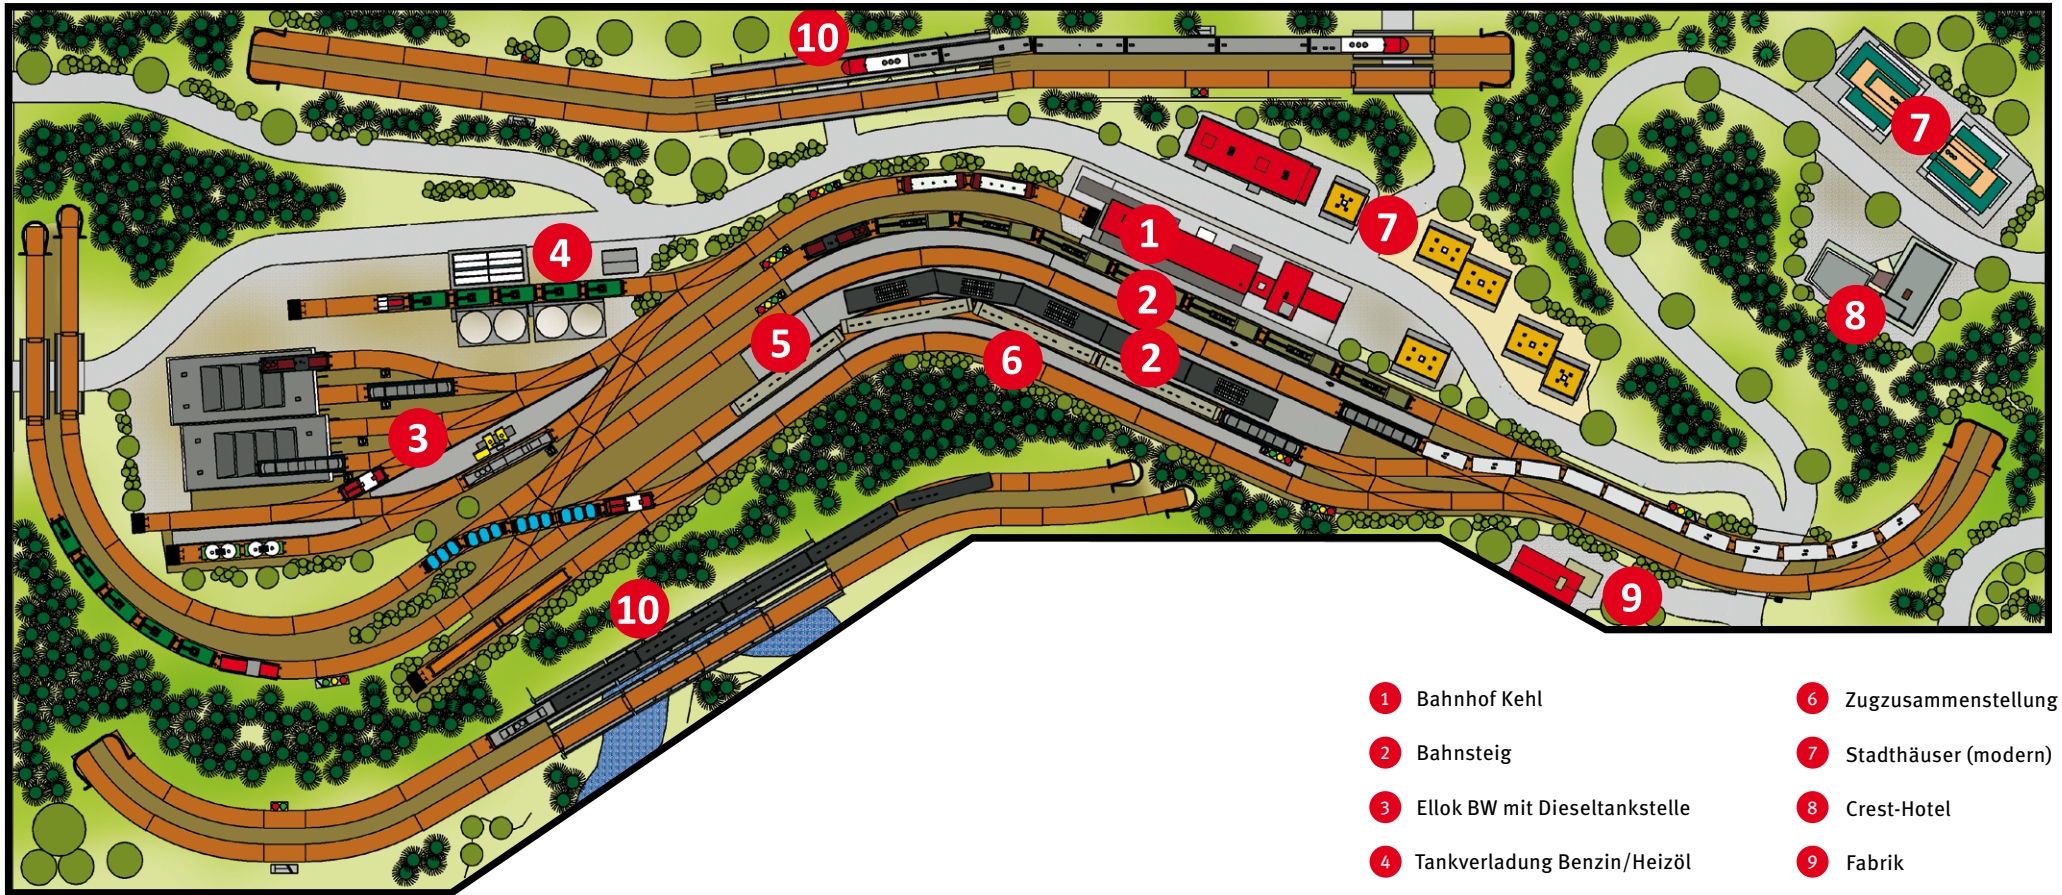 10
7
1
7
4
2
8
5
6
2
3
10
9
1 Bahnhof Kehl
2 Bahnsteig
3 Ellok BW mit Dieseltankstelle
4 Tankverladung Benzin/Heizöl
6 Zugzusammenstellung
7 Stadthäuser (modern)
8 Crest-Hotel
9 Fabrik